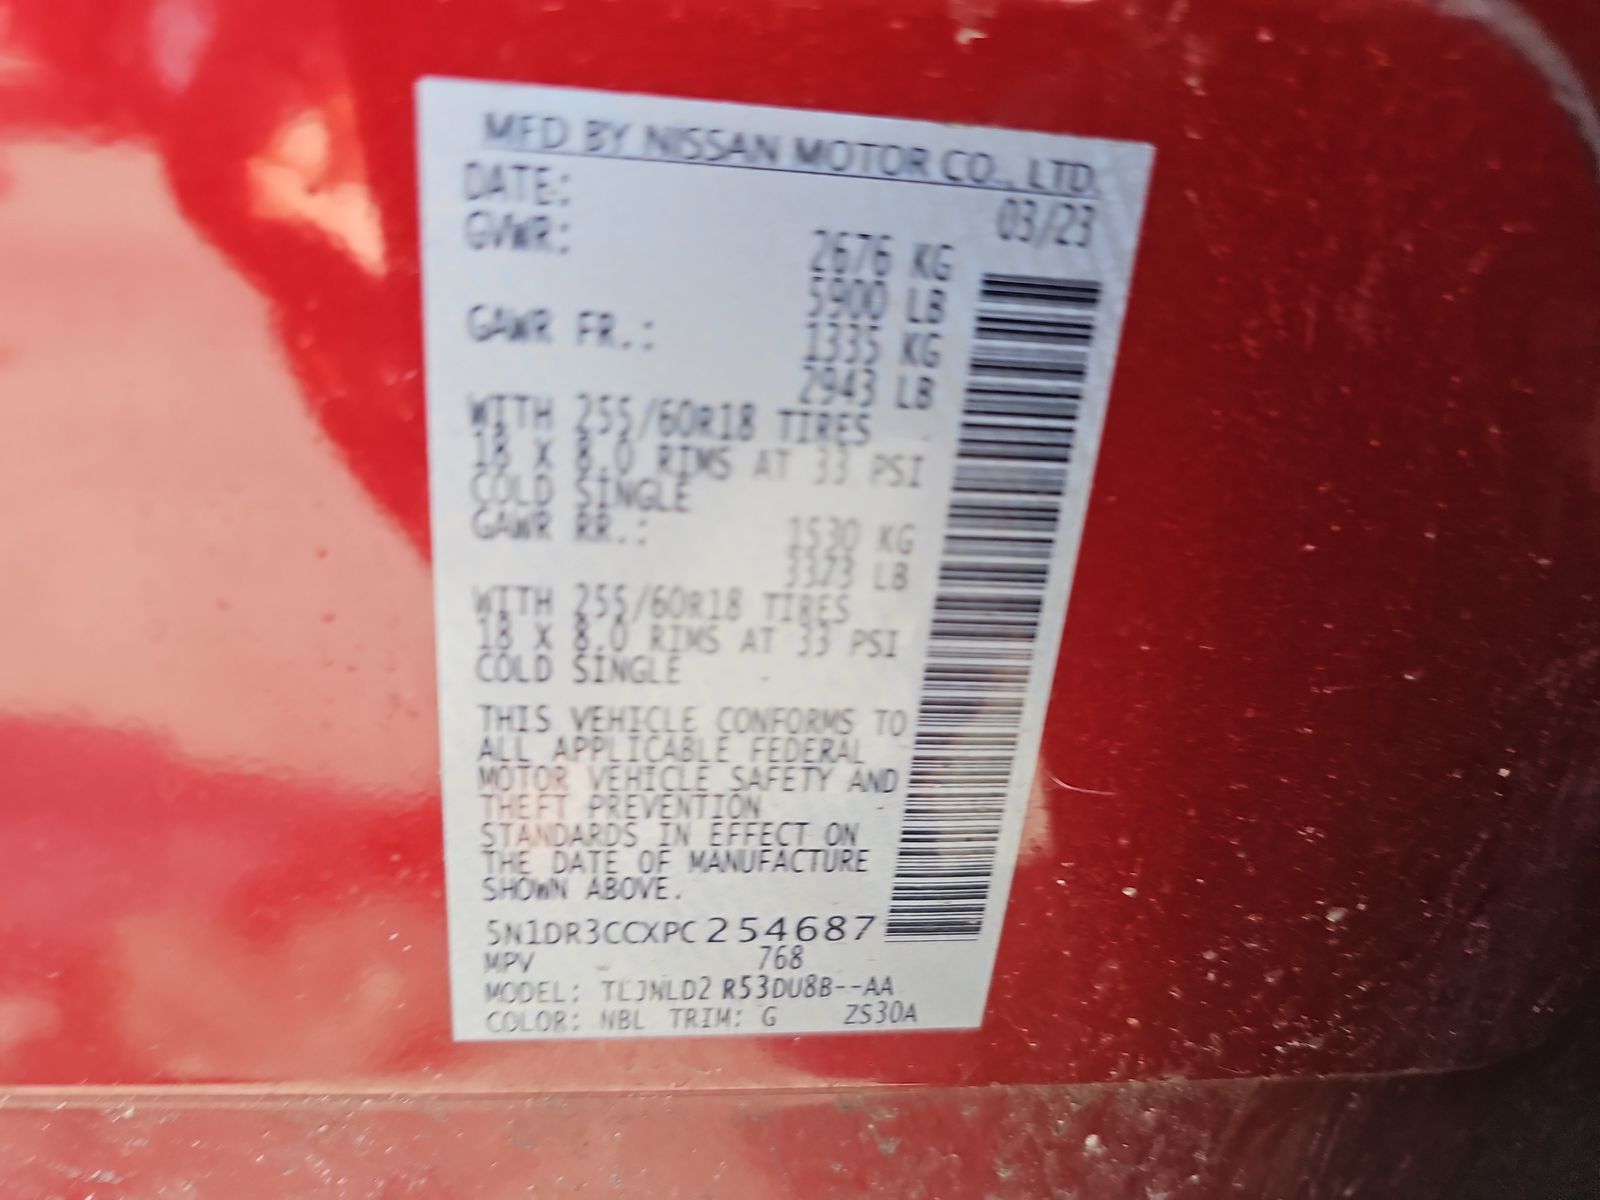 MFD BY NISSAN MOTOR CO., LTD.
DATE: 03/23
GVWR: 2676 KG
5900 LB
GAWR FR.: 1335 KG
2943 LB
WITH 255/60R18 TIRES
18 X 8.0 RIMS AT 33 PSI
COLD SINGLE
GAWR RR.: 1530 KG
3373 LB
WITH 255/60R18 TIRES
18 X 8.0 RIMS AT 33 PSI
COLD SINGLE
THIS VEHICLE CONFORMS TO
ALL APPLICABLE FEDERAL
MOTOR VEHICLE SAFETY AND
THEFT PREVENTION
STANDARDS IN EFFECT ON
THE DATE OF MANUFACTURE
SHOWN ABOVE.
5N1DR3CCXPC254687
MPV 768
MODEL: R53DU8B--AA
COLOR: NBL TRIM: G ZS30A